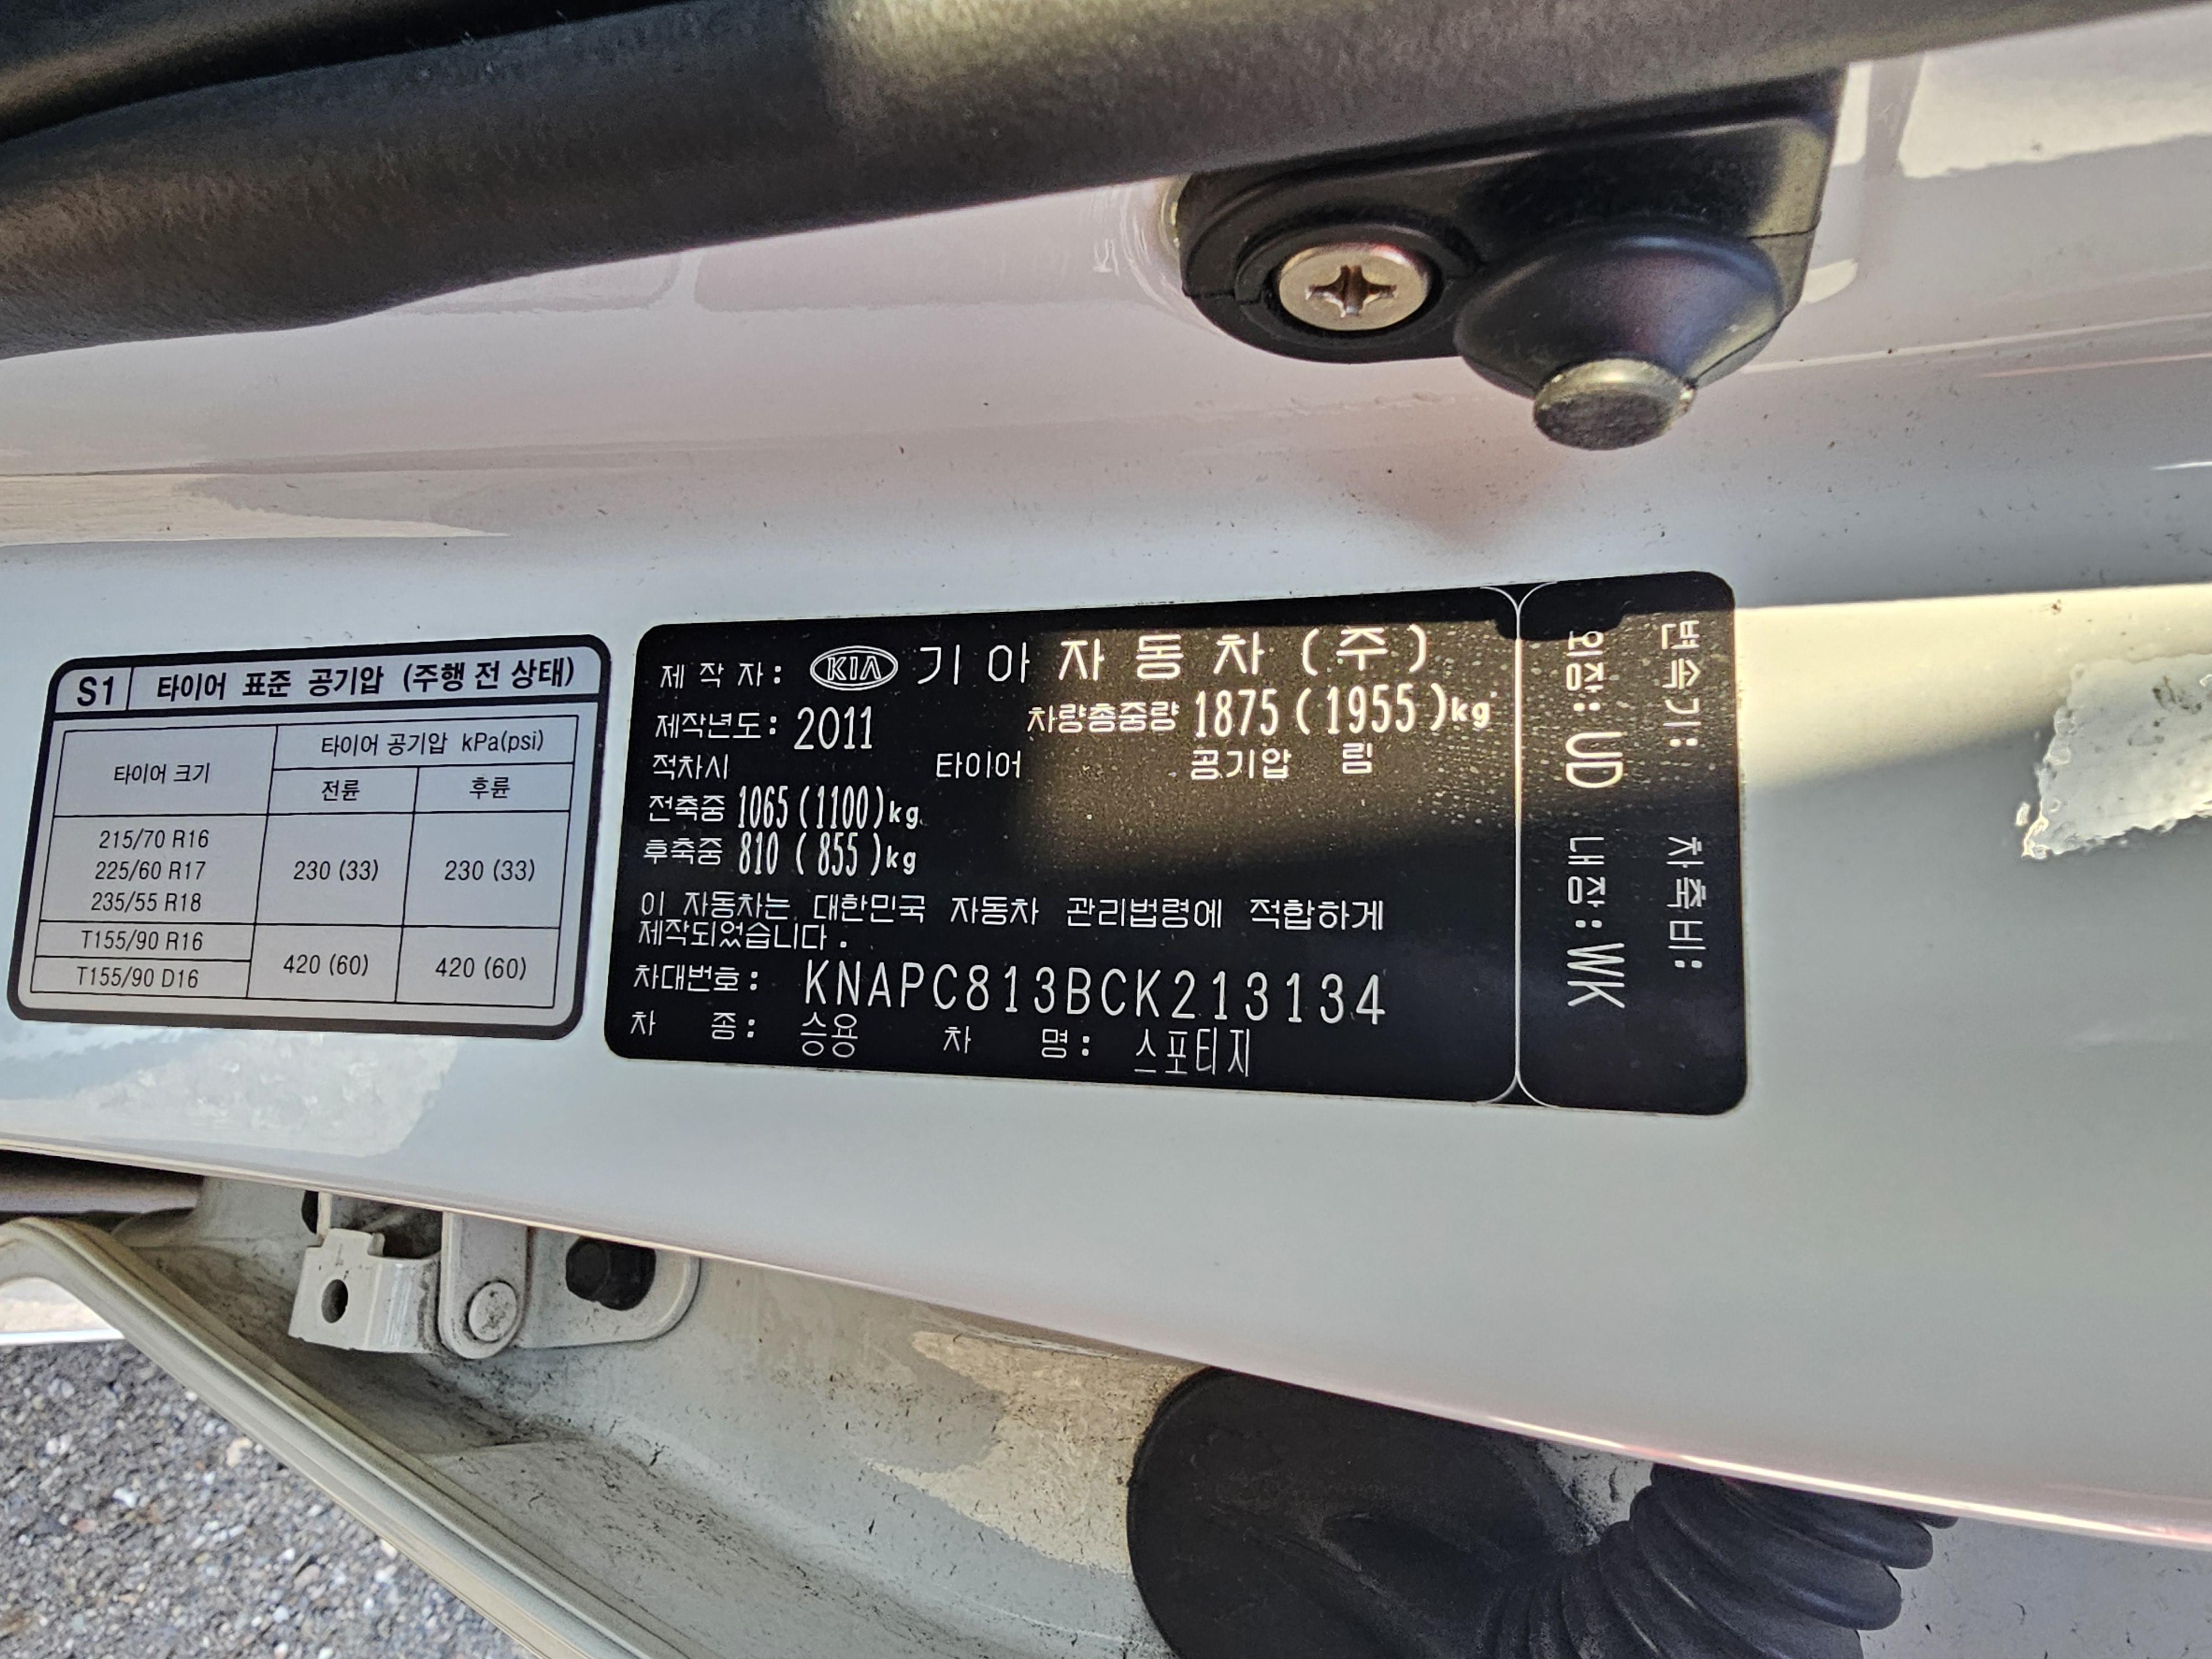 S1 타이어 표준 공기압 (주행 전 상태)
타이어 크기
타이어 공기압 kPa(psi)
전륜 후륜
215/70 R16
225/60 R17
235/55 R18
230 (33) 230 (33)
T155/90 R16
T155/90 D16
420 (60) 420 (60)
제작자: KIA 기아자동차(주)
제작년도: 2011 차량총중량 1875(1955)kg
적차시 타이어 공기압 림
전축중 1065(1100)kg
후축중 810 (855)kg
이 자동차는 대한민국 자동차 관리법령에 적합하게
제작되었습니다.
차대번호: KNAPC813BCK213134
차 종: 승용 차 명: 스포티지
변속기: 차축비:
외장: UD 내장: WK